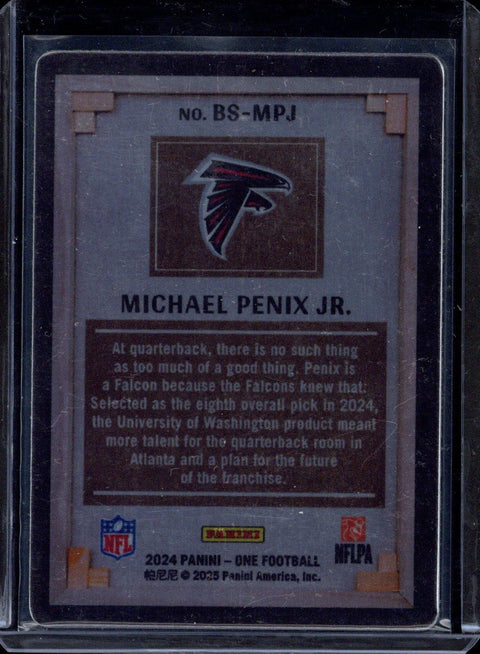 NO. BS-MPJ
MICHAEL PENIX JR.
At quarterback, there is no such thing
as too much of a good thing. Penix is
a Falcon because the Falcons knew that:
Selected as the eighth overall pick in 2024,
the University of Washington product meant
more talent for the quarterback room in
Atlanta and a plan for the future
of the franchise.
NFL
PANINI
NFLPA
2024 PANINI – ONE FOOTBALL
帕尼尼 © 2025 Panini America, Inc.